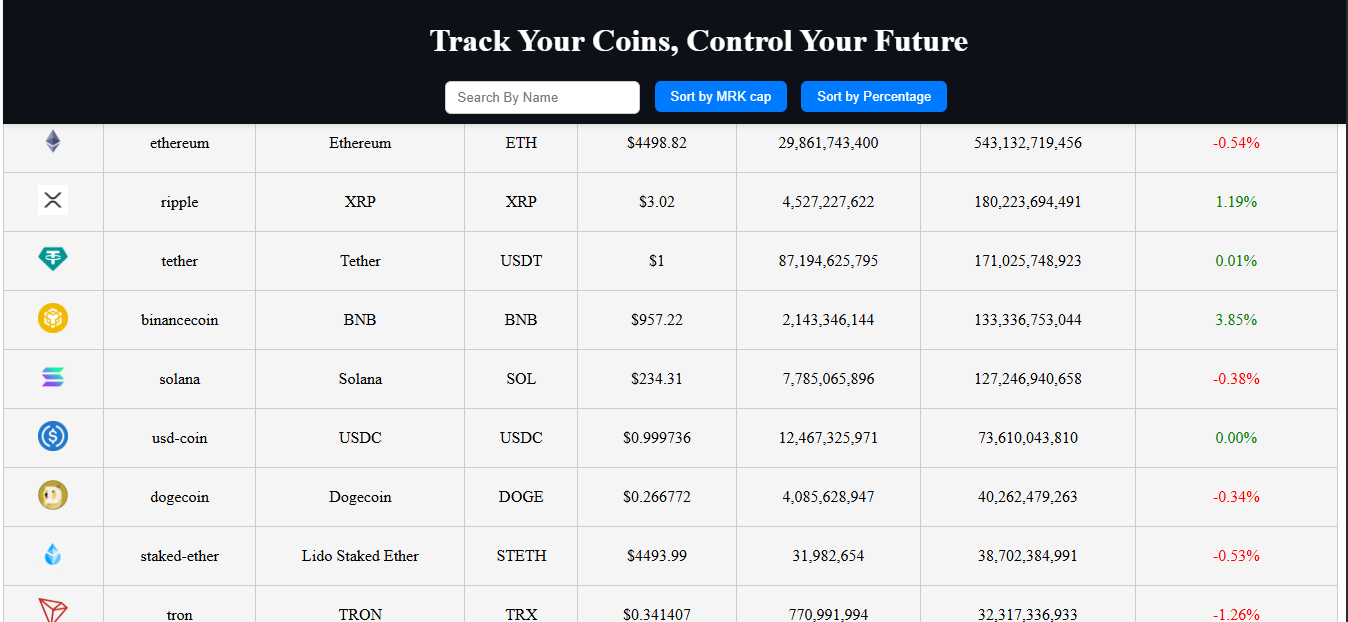 Track Your Coins, Control Your Future
Search By Name Sort by MRK cap Sort by Percentage
ethereum Ethereum ETH $4498.82 29,861,743,400 543,132,719,456 -0.54%
ripple XRP XRP $3.02 4,527,227,622 180,223,694,491 1.19%
tether Tether USDT $1 87,194,625,795 171,025,748,923 0.01%
binancecoin BNB BNB $957.22 2,143,346,144 133,336,753,044 3.85%
solana Solana SOL $234.31 7,785,065,896 127,246,940,658 -0.38%
usd-coin USDC USDC $0.999736 12,467,325,971 73,610,043,810 0.00%
dogecoin Dogecoin DOGE $0.266772 4,085,628,947 40,262,479,263 -0.34%
staked-ether Lido Staked Ether STETH $4493.99 31,982,654 38,702,384,991 -0.53%
tron TRON TRX $0.341407 770,991,994 32,317,336,933 -1.26%